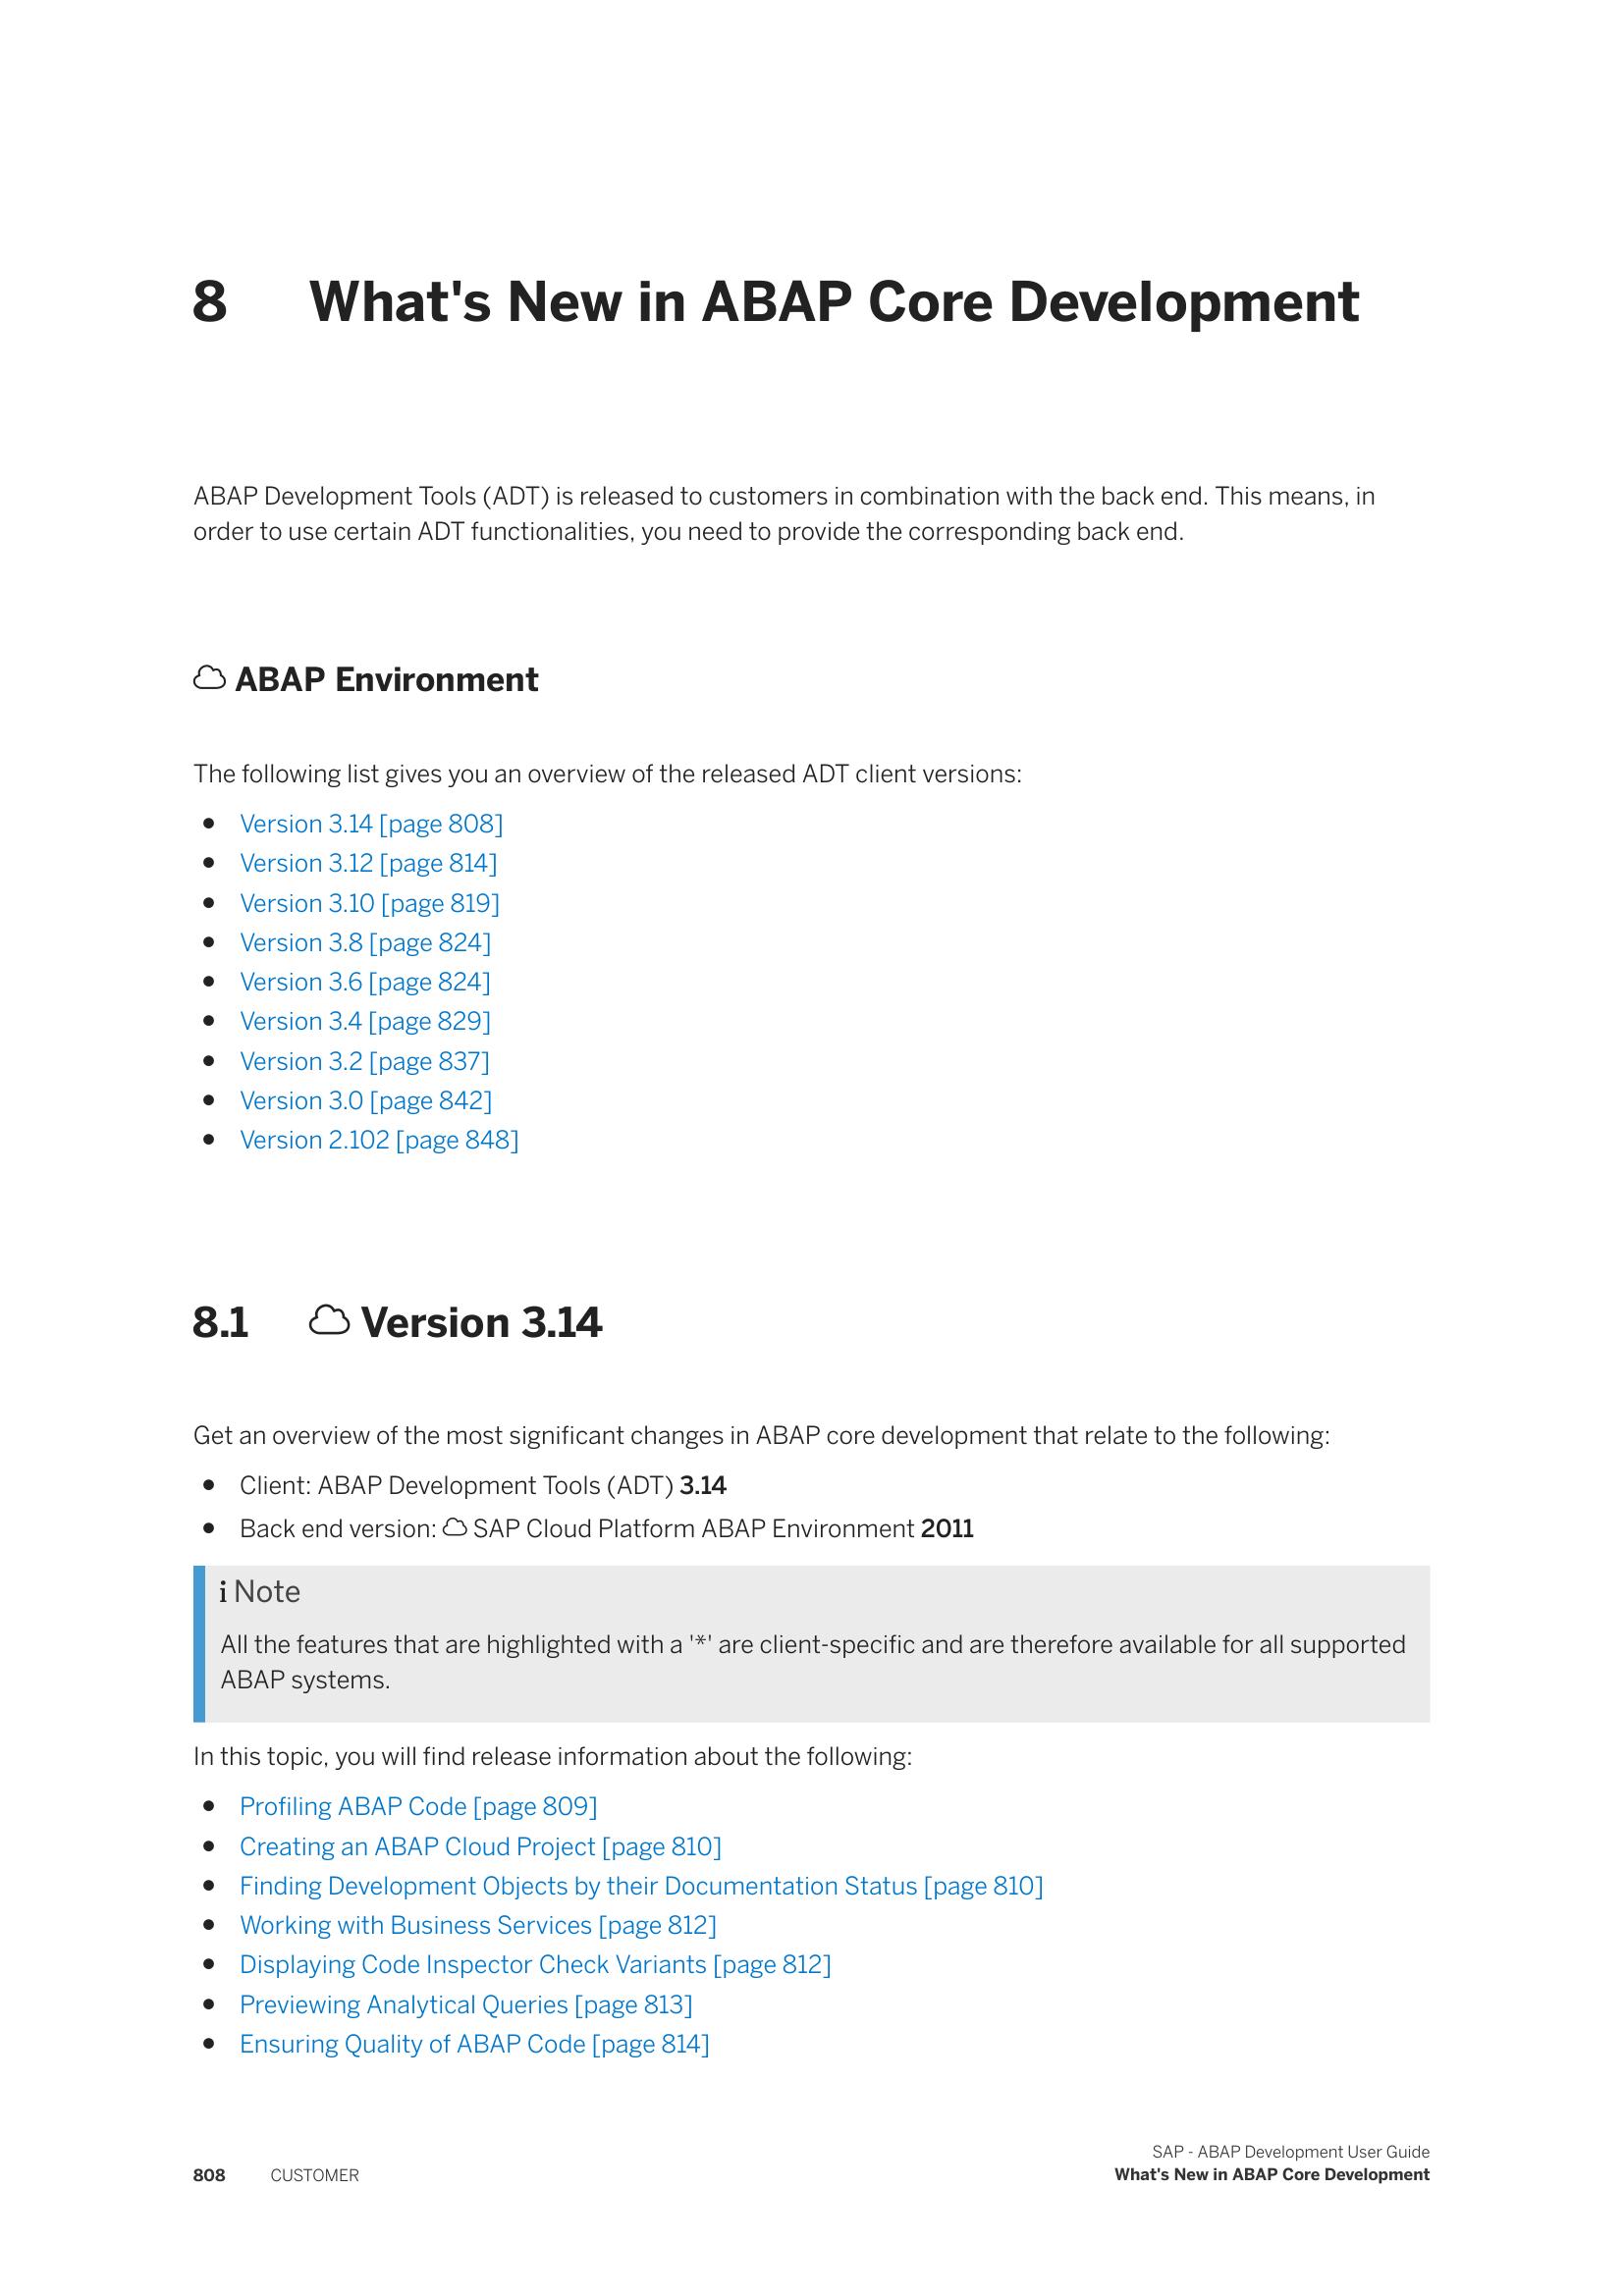 8 What's New in ABAP Core Development
ABAP Development Tools (ADT) is released to customers in combination with the back end. This means, in
order to use certain ADT functionalities, you need to provide the corresponding back end.
ABAP Environment
The following list gives you an overview of the released ADT client versions:
• Version 3.14 [page 808]
• Version 3.12 [page 814]
• Version 3.10 [page 819]
• Version 3.8 [page 824]
• Version 3.6 [page 824]
• Version 3.4 [page 829]
• Version 3.2 [page 837]
• Version 3.0 [page 842]
• Version 2.102 [page 848]
8.1 Version 3.14
Get an overview of the most significant changes in ABAP core development that relate to the following:
• Client: ABAP Development Tools (ADT) 3.14
• Back end version: SAP Cloud Platform ABAP Environment 2011
i Note
All the features that are highlighted with a '*' are client-specific and are therefore available for all supported
ABAP systems.
In this topic, you will find release information about the following:
• Profiling ABAP Code [page 809]
• Creating an ABAP Cloud Project [page 810]
• Finding Development Objects by their Documentation Status [page 810]
• Working with Business Services [page 812]
• Displaying Code Inspector Check Variants [page 812]
• Previewing Analytical Queries [page 813]
• Ensuring Quality of ABAP Code [page 814]
SAP - ABAP Development User Guide
808 CUSTOMER What's New in ABAP Core Development